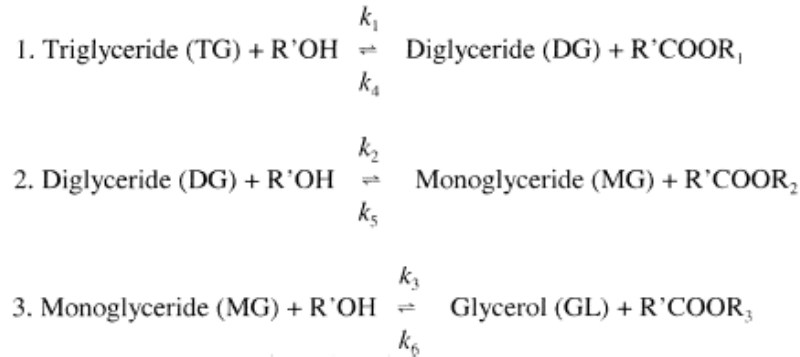 k₁
1. Triglyceride (TG) + R’OH ⇌ Diglyceride (DG) + R’COOR₁
k₄
k₂
2. Diglyceride (DG) + R’OH ⇌ Monoglyceride (MG) + R’COOR₂
k₅
k₃
3. Monoglyceride (MG) + R’OH ⇌ Glycerol (GL) + R’COOR₃
k₆